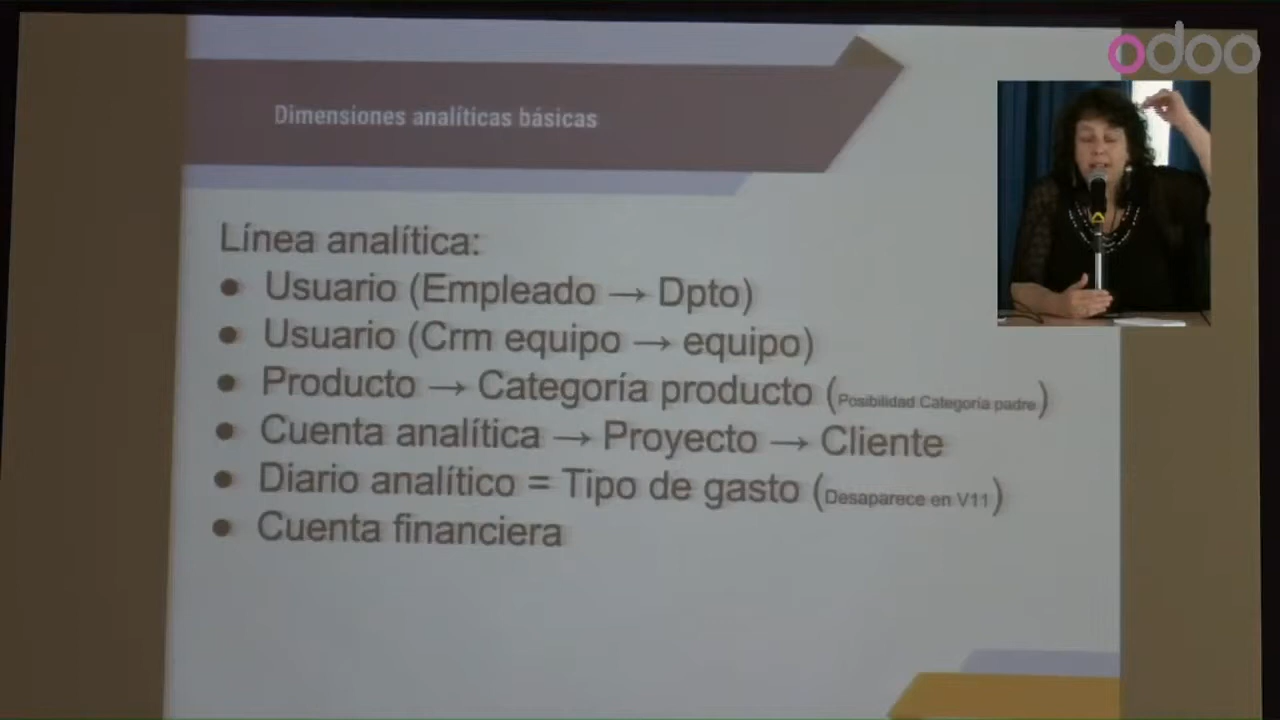 odoo
Dimensiones analíticas básicas
Línea analítica:
● Usuario (Empleado → Dpto)
● Usuario (Crm equipo → equipo)
● Producto → Categoría producto (Posibilidad Categoría padre)
● Cuenta analítica → Proyecto → Cliente
● Diario analítico = Tipo de gasto (Desaparece en V11)
● Cuenta financiera